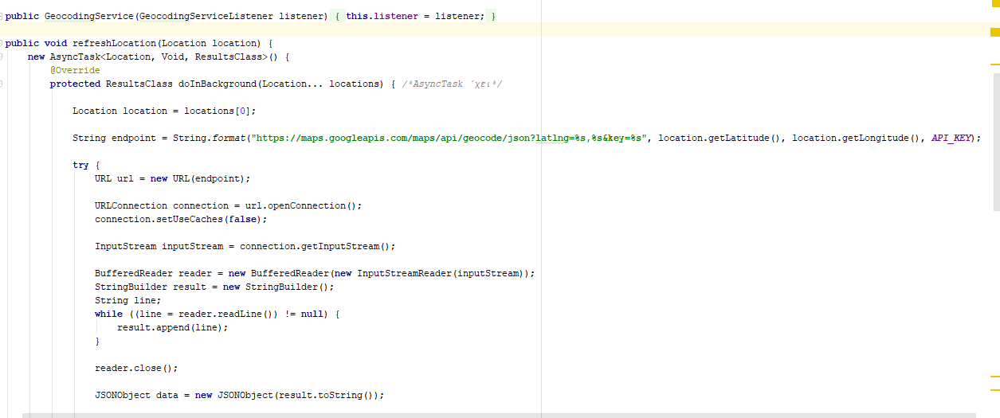 public GeocodingService(GeocodingServiceListener listener) { this.listener = listener; }
public void refreshLocation(Location location) {
new AsyncTask<Location, Void, ResultsClass>() {
@Override
protected ResultsClass doInBackground(Location... locations) { /*AsyncTask ΄χει*/
Location location = locations[0];
String endpoint = String.format("https://maps.googleapis.com/maps/api/geocode/json?latlng=%s,%s&key=%s", location.getLatitude(), location.getLongitude(), API_KEY);
try {
URL url = new URL(endpoint);
URLConnection connection = url.openConnection();
connection.setUseCaches(false);
InputStream inputStream = connection.getInputStream();
BufferedReader reader = new BufferedReader(new InputStreamReader(inputStream));
StringBuilder result = new StringBuilder();
String line;
while ((line = reader.readLine()) != null) {
result.append(line);
}
reader.close();
JSONObject data = new JSONObject(result.toString());